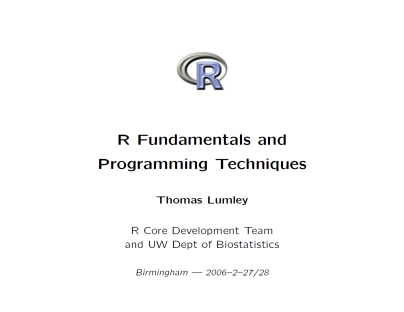 R
R Fundamentals and
Programming Techniques
Thomas Lumley
R Core Development Team
and UW Dept of Biostatistics
Birmingham — 2006–2–27/28